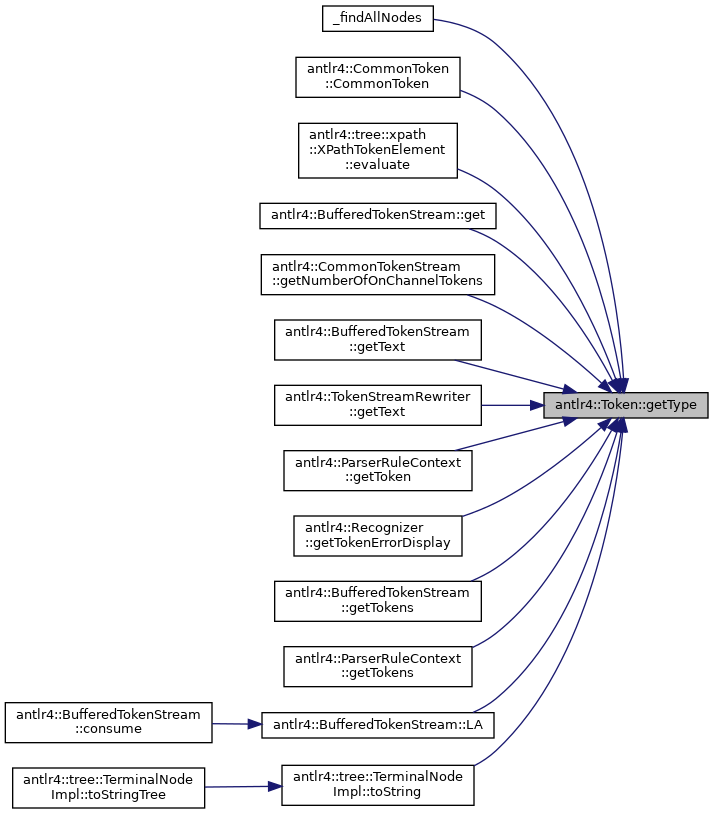 _findAllNodes
antlr4::CommonToken
::CommonToken
antlr4::tree::xpath
::XPathTokenElement
::evaluate
antlr4::BufferedTokenStream::get
antlr4::CommonTokenStream
::getNumberOfOnChannelTokens
antlr4::BufferedTokenStream
::getText
antlr4::TokenStreamRewriter
::getText
antlr4::Token::getType
antlr4::ParserRuleContext
::getToken
antlr4::Recognizer
::getTokenErrorDisplay
antlr4::BufferedTokenStream
::getTokens
antlr4::ParserRuleContext
::getTokens
antlr4::BufferedTokenStream
::consume
antlr4::BufferedTokenStream::LA
antlr4::tree::TerminalNode
Impl::toStringTree
antlr4::tree::TerminalNode
Impl::toString